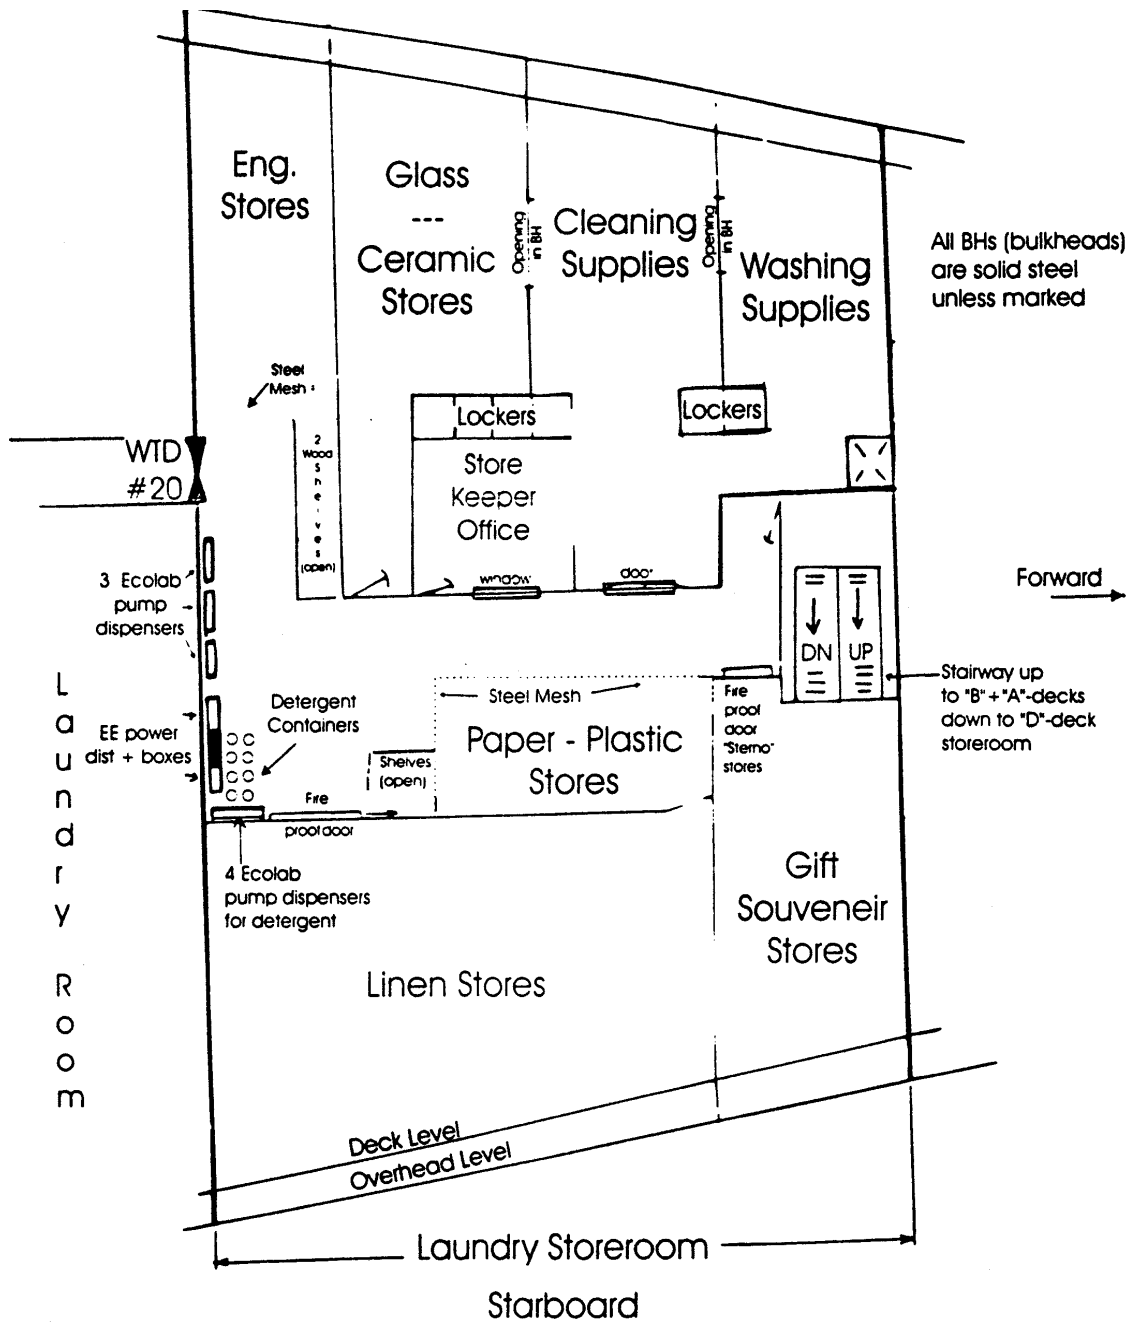 Eng.
Stores
Glass
---
Ceramic
Stores
Opening
in BH
Cleaning
Supplies
Opening
in BH
Washing
Supplies
All BHs (bulkheads)
are solid steel
unless marked
Steel
Mesh :
Lockers
Lockers
WTD
#20
2
Wood
S
h
e
l
v
e
s
(open)
Store
Keeper
Office
window
door
Forward
3 Ecolab
pump
dispensers
DN
UP
Stairway up
to "B" + "A"-decks
down to "D"-deck
storeroom
Steel Mesh
Fire
proof
door
"Sterno"
stores
Detergent
Containers
EE power
dist + boxes
Paper - Plastic
Stores
Shelves
(open)
Fire
proof door
4 Ecolab
pump dispensers
for detergent
Laundry Room
Gift
Souveneir
Stores
Linen Stores
Deck Level
Overhead Level
Laundry Storeroom
Starboard